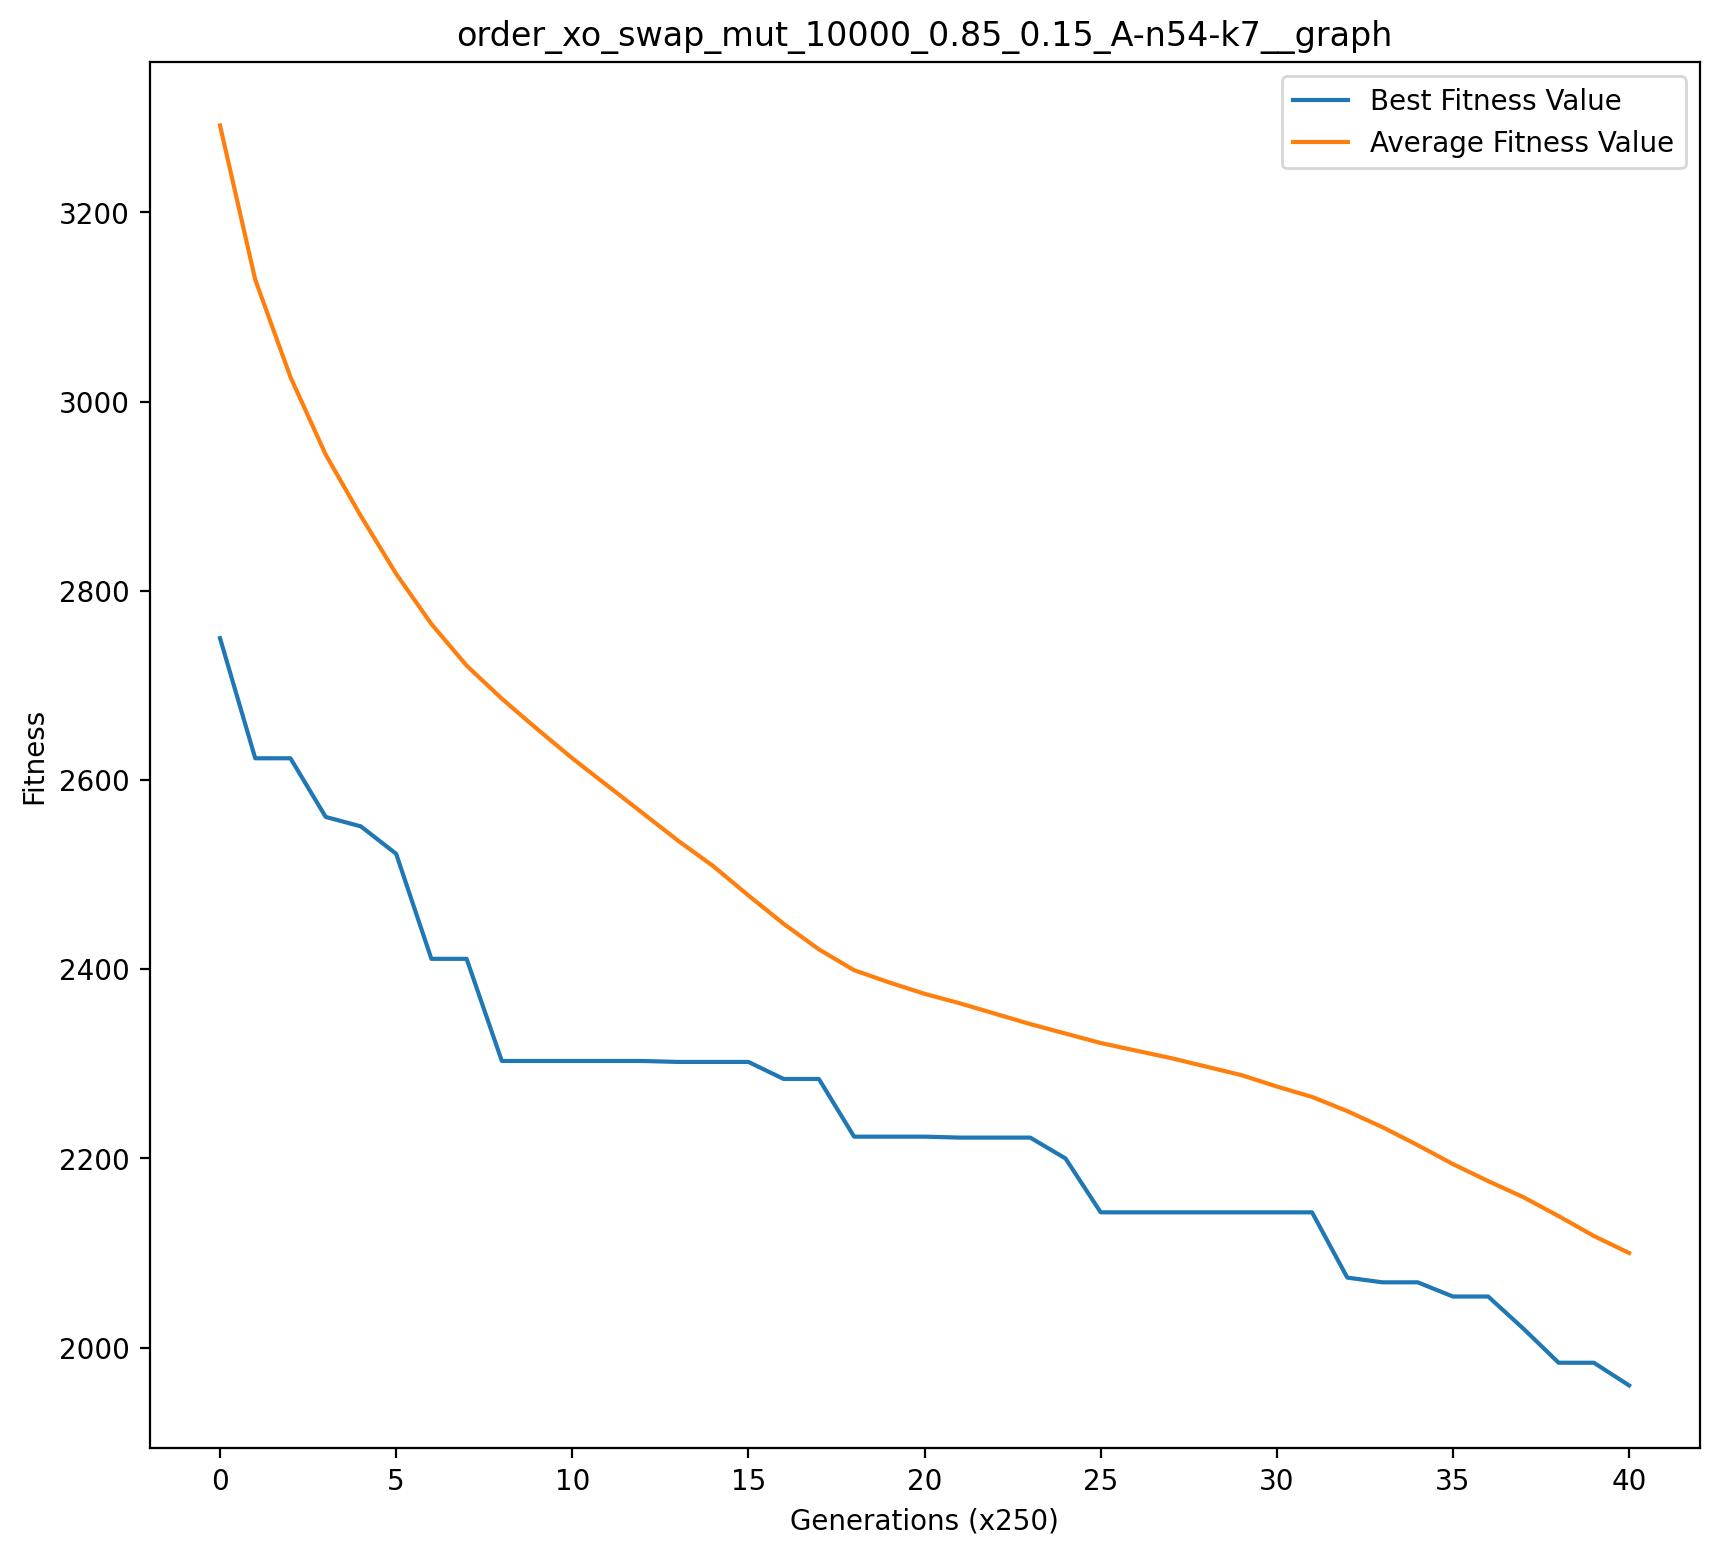 order_xo_swap_mut_10000_0.85_0.15_A-n54-k7__graph
Best Fitness Value
Average Fitness Value
Fitness
3200
3000
2800
2600
2400
2200
2000
0 5 10 15 20 25 30 35 40
Generations (x250)